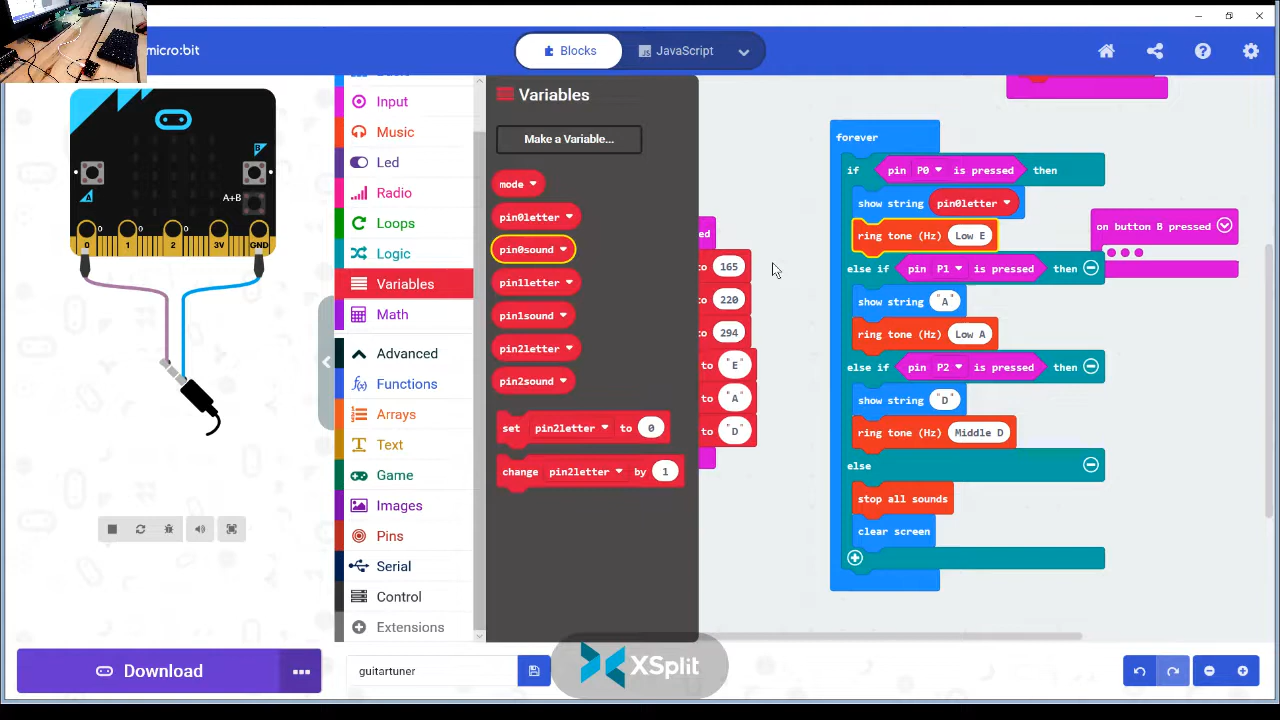 micro:bit
Blocks
JavaScript
B
A
A+B
0
0
0
0 1 2 3V GND
Download
...
Input
Music
Led
Radio
Loops
Logic
Variables
Math
Advanced
Functions
Arrays
Text
Game
Images
Pins
Serial
Control
Extensions
Variables
Make a Variable...
mode
pin0letter
pin0sound
pin1letter
pin1sound
pin2letter
pin2sound
set pin2letter to 0
change pin2letter by 1
ed
to 165
to 220
to 294
to "E"
to "A"
to "D"
forever
if pin P0 is pressed then
show string pin0letter
ring tone (Hz) Low E
else if pin P1 is pressed then
show string "A"
ring tone (Hz) Low A
else if pin P2 is pressed then
show string "D"
ring tone (Hz) Middle D
else
stop all sounds
clear screen
on button B pressed
guitartuner
XSplit